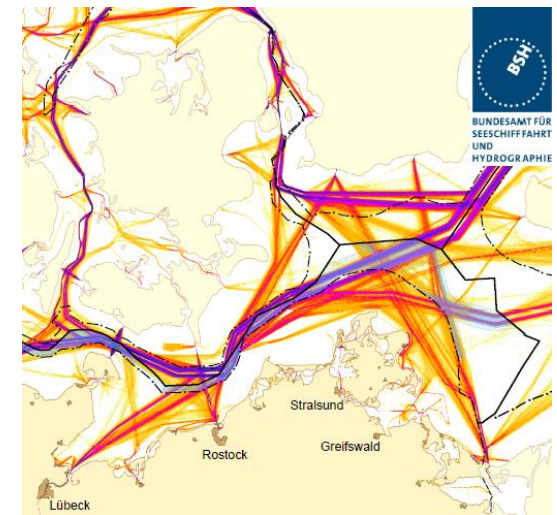 BSH
BUNDESAMT FÜR
SEESCHIFFFAHRT
UND
HYDROGRAPHIE
Stralsund
Greifswald
Rostock
Lübeck